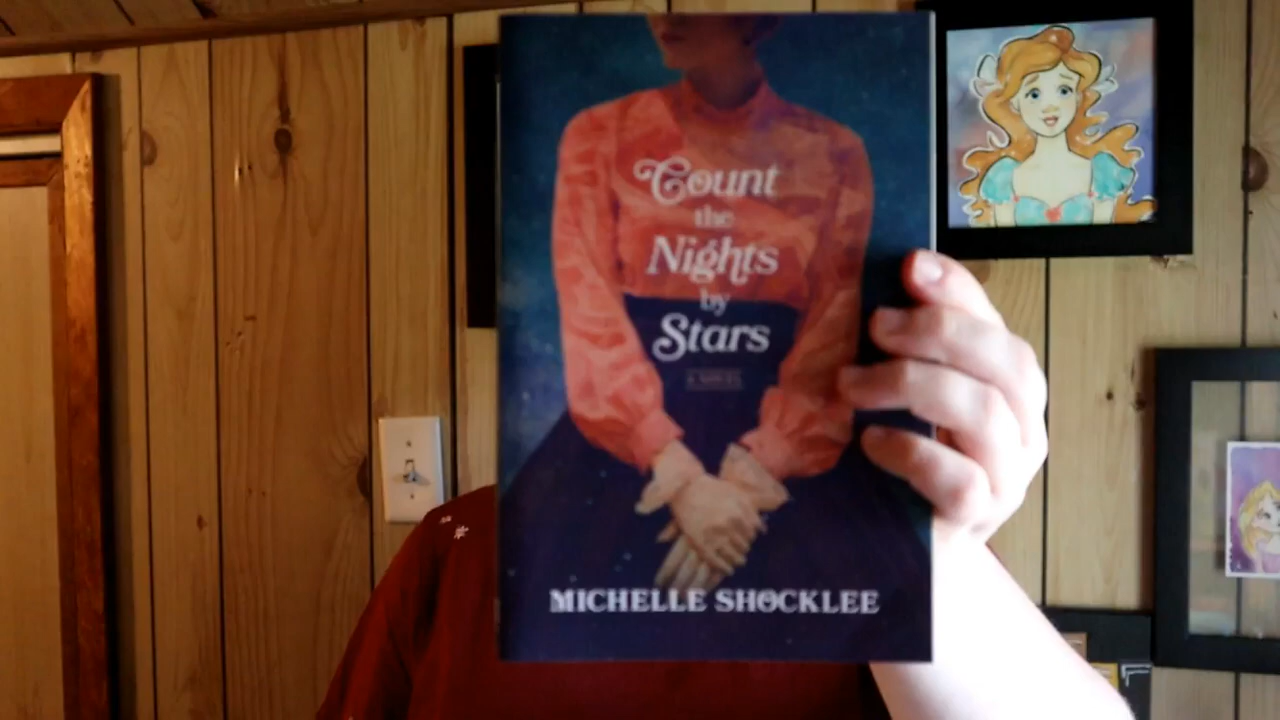 Count
the
Nights
by
Stars
A NOVEL
MICHELLE SHOCKLEE